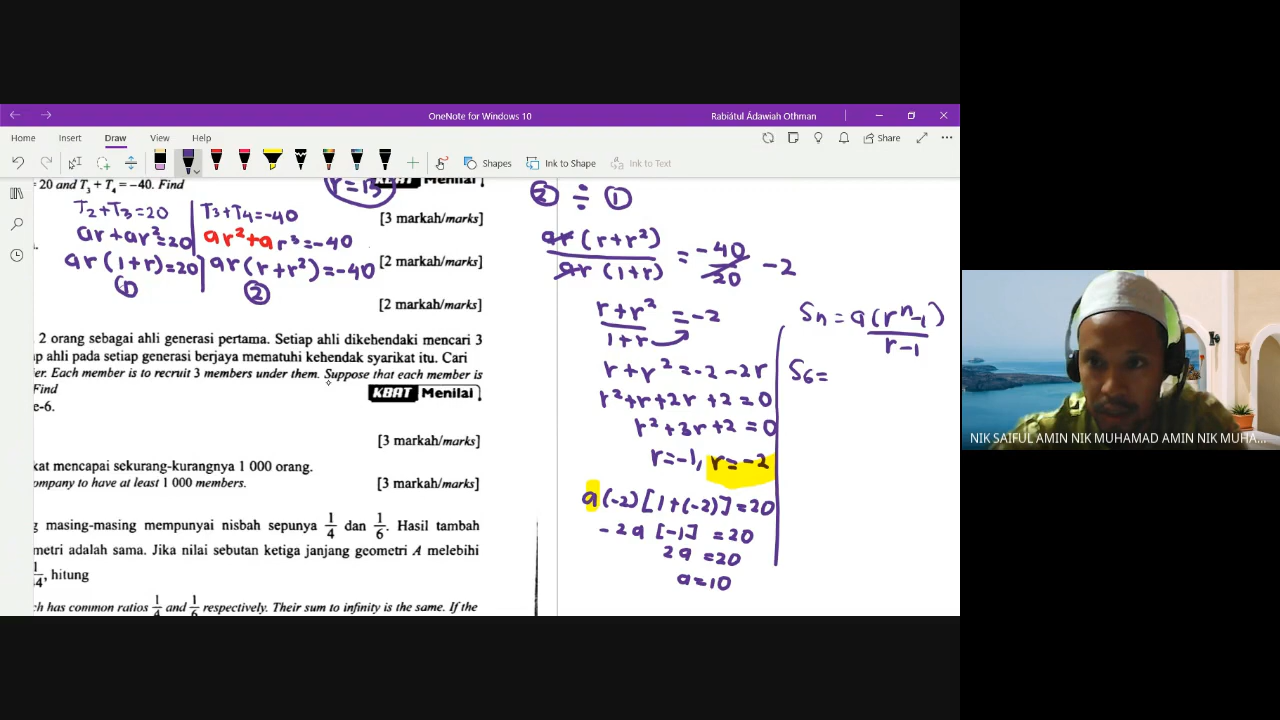 OneNote for Windows 10
Rabiátul Ádawiah Othman
Home Insert Draw View Help
Share
Shapes Ink to Shape Ink to Text
= 20 and T₃ + T₄ = −40. Find
r=1.5
KBAT Menilai
[3 markah/marks]
T₂+T₃=20 T₃+T₄=-40
ar+ar²=20 ar²+ar³=-40
ar(1+r)=20 ar(r+r²)=-40
① ②
[2 markah/marks]
[2 markah/marks]
2 orang sebagai ahli generasi pertama. Setiap ahli dikehendaki mencari 3
ap ahli pada setiap generasi berjaya mematuhi kehendak syarikat itu. Cari
er. Each member is to recruit 3 members under them. Suppose that each member is
Find
KBAT Menilai
e-6.
[3 markah/marks]
kat mencapai sekurang-kurangnya 1 000 orang.
ompany to have at least 1 000 members.
[3 markah/marks]
g masing-masing mempunyai nisbah sepunya 1/4 dan 1/6. Hasil tambah
ometri adalah sama. Jika nilai sebutan ketiga janjang geometri A melebihi
, hitung
ch has common ratios 1/4 and 1/6 respectively. Their sum to infinity is the same. If the
② ÷ ①
ar(r+r²)/ar(1+r) = -40/20 -2
r+r²/1+r = -2
r+r²=-2-2r
r²+r+2r+2=0
r²+3r+2=0
r=-1, r=-2
a(-2)[1+(-2)]=20
-2a[-1]=20
2a=20
a=10
Sn = a(rⁿ-1)/r-1
S6=
NIK SAIFUL AMIN NIK MUHAMAD AMIN NIK MUHA...